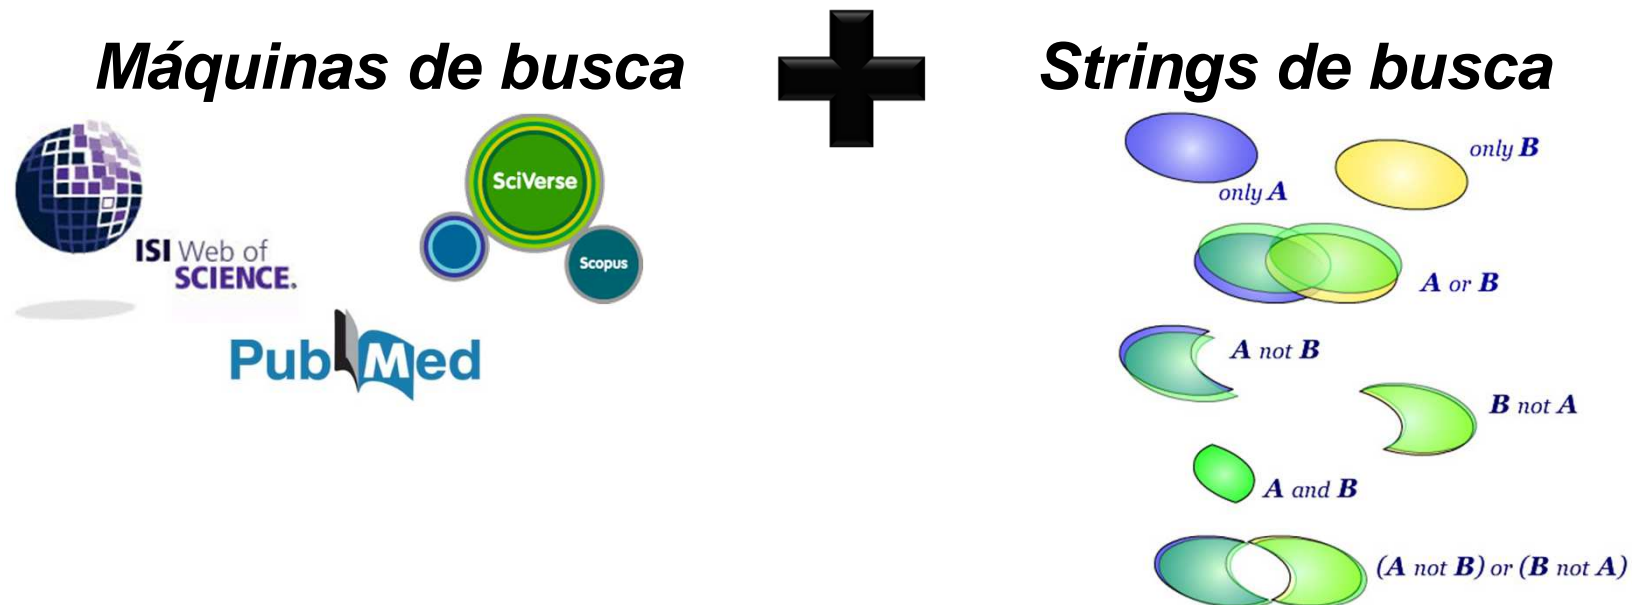 Máquinas de busca
Strings de busca
ISI Web of
SCIENCE.
SciVerse
Scopus
PubMed
only A
only B
A or B
A not B
B not A
A and B
(A not B) or (B not A)